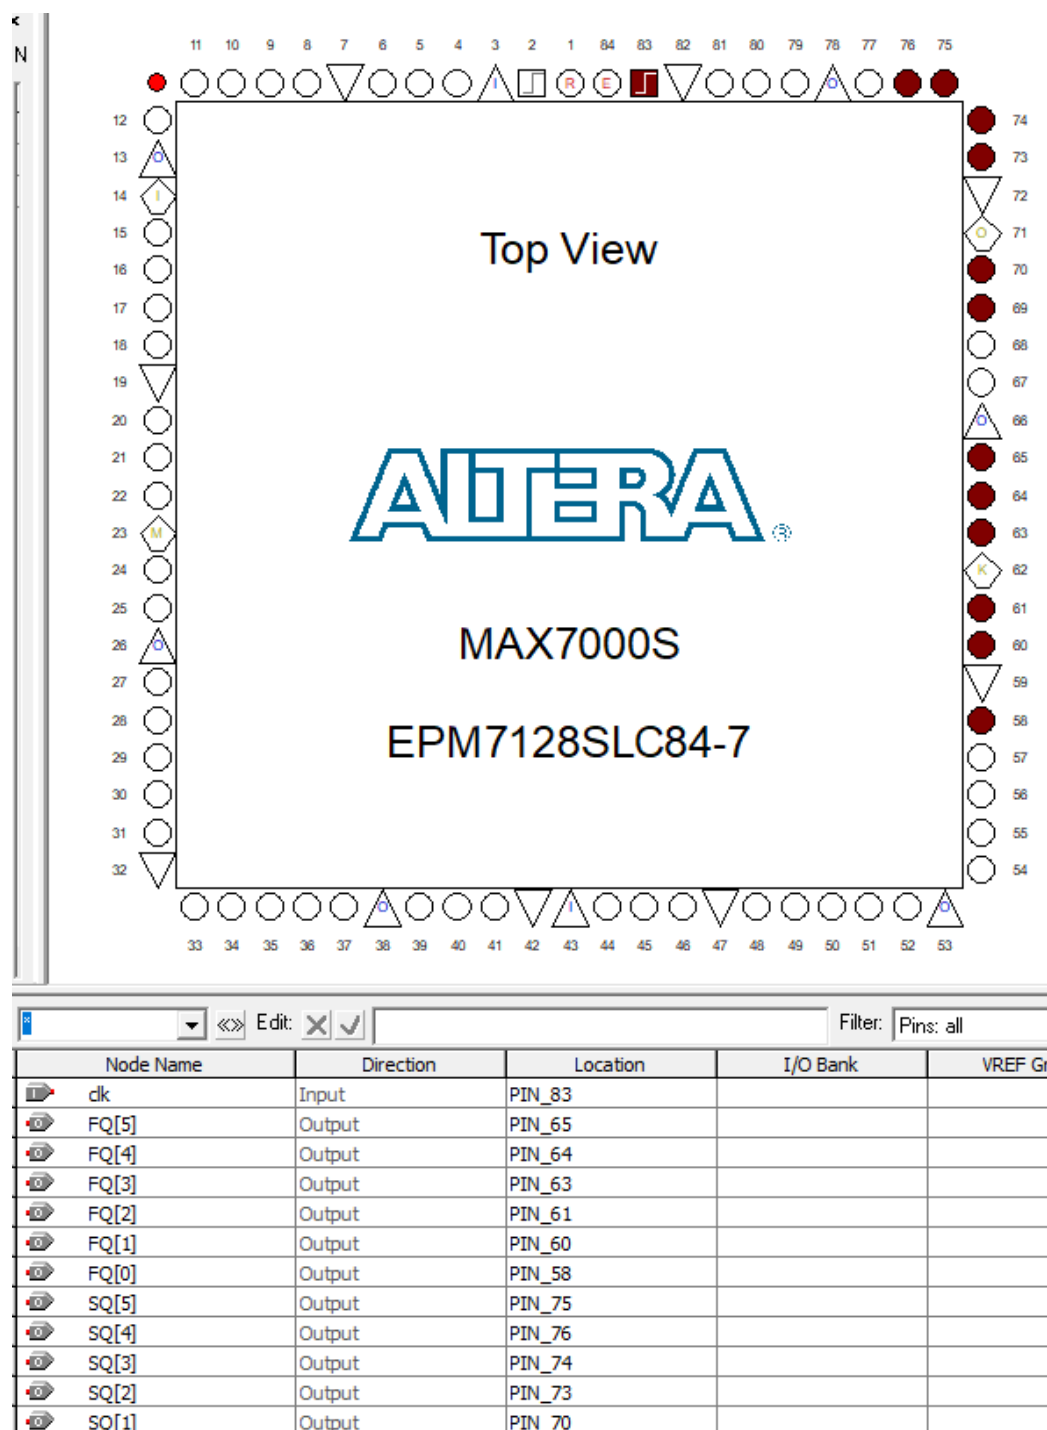 N
11 10 9 8 7 6 5 4 3 2 1 84 83 82 81 80 79 78 77 76 75
I R E O
12 74
13 O 73
14 I 72
15 O 71
16 70
17 69
18 68
19 67
20 O 66
21 65
22 64
23 M 63
24 K 62
25 61
26 O 60
27 59
28 58
29 57
30 56
31 55
32 54
Top View
ALTERA ®
MAX7000S
EPM7128SLC84-7
O I O
33 34 35 36 37 38 39 40 41 42 43 44 45 46 47 48 49 50 51 52 53
* <<>> Edit: Filter: Pins: all
Node Name Direction Location I/O Bank VREF Gr
clk Input PIN_83
FQ[5] Output PIN_65
FQ[4] Output PIN_64
FQ[3] Output PIN_63
FQ[2] Output PIN_61
FQ[1] Output PIN_60
FQ[0] Output PIN_58
SQ[5] Output PIN_75
SQ[4] Output PIN_76
SQ[3] Output PIN_74
SQ[2] Output PIN_73
SQ[1] Output PIN_70